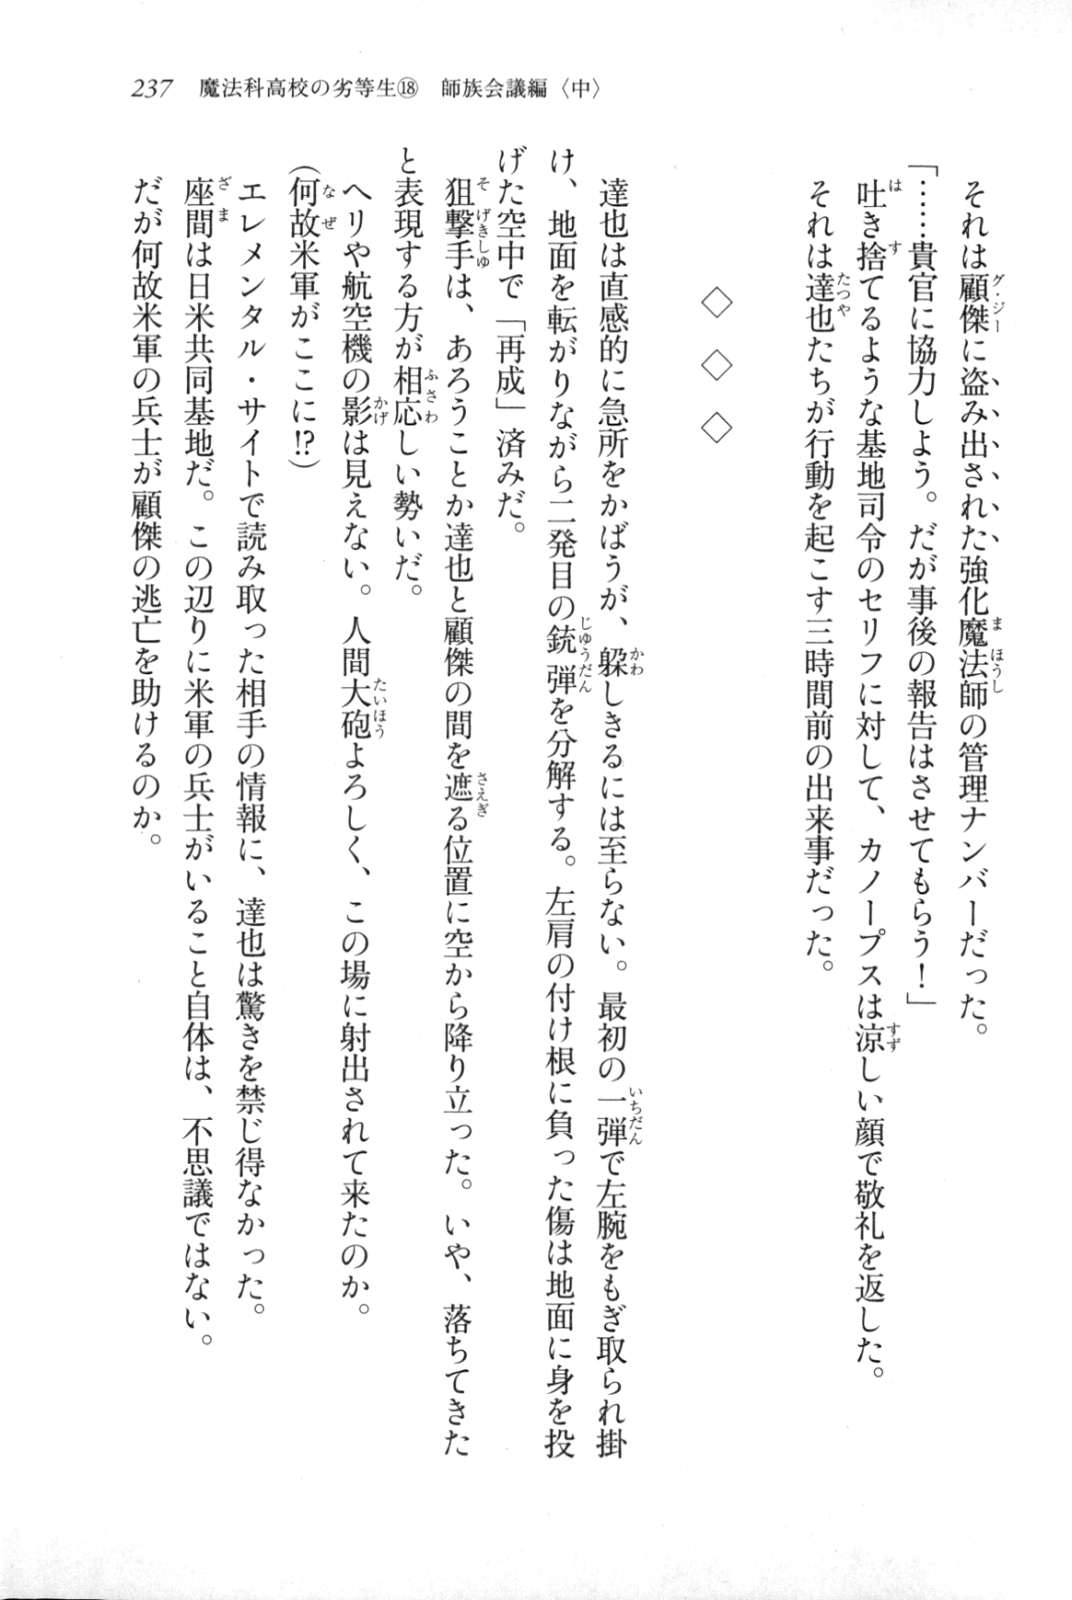 237　魔法科高校の劣等生⑱　師族会議編〈中〉
それは顧傑に盗み出された強化魔法師の管理ナンバーだった。
「……貴官に協力しよう。だが事後の報告はさせてもらう！」
吐き捨てるような基地司令のセリフに対して、カノープスは涼しい顔で敬礼を返した。
それは達也たちが行動を起こす三時間前の出来事だった。
◇　◇　◇
達也は直感的に急所をかばうが、躱しきるには至らない。最初の一弾で左腕をもぎ取られ掛
け、地面を転がりながら二発目の銃弾を分解する。左肩の付け根に負った傷は地面に身を投
げた空中で「再成」済みだ。
狙撃手は、あろうことか達也と顧傑の間を遮る位置に空から降り立った。いや、落ちてきた
と表現する方が相応しい勢いだ。
ヘリや航空機の影は見えない。人間大砲よろしく、この場に射出されて来たのか。
（何故米軍がここに!?）
エレメンタル・サイトで読み取った相手の情報に、達也は驚きを禁じ得なかった。
座間は日米共同基地だ。この辺りに米軍の兵士がいること自体は、不思議ではない。
だが何故米軍の兵士が顧傑の逃亡を助けるのか。